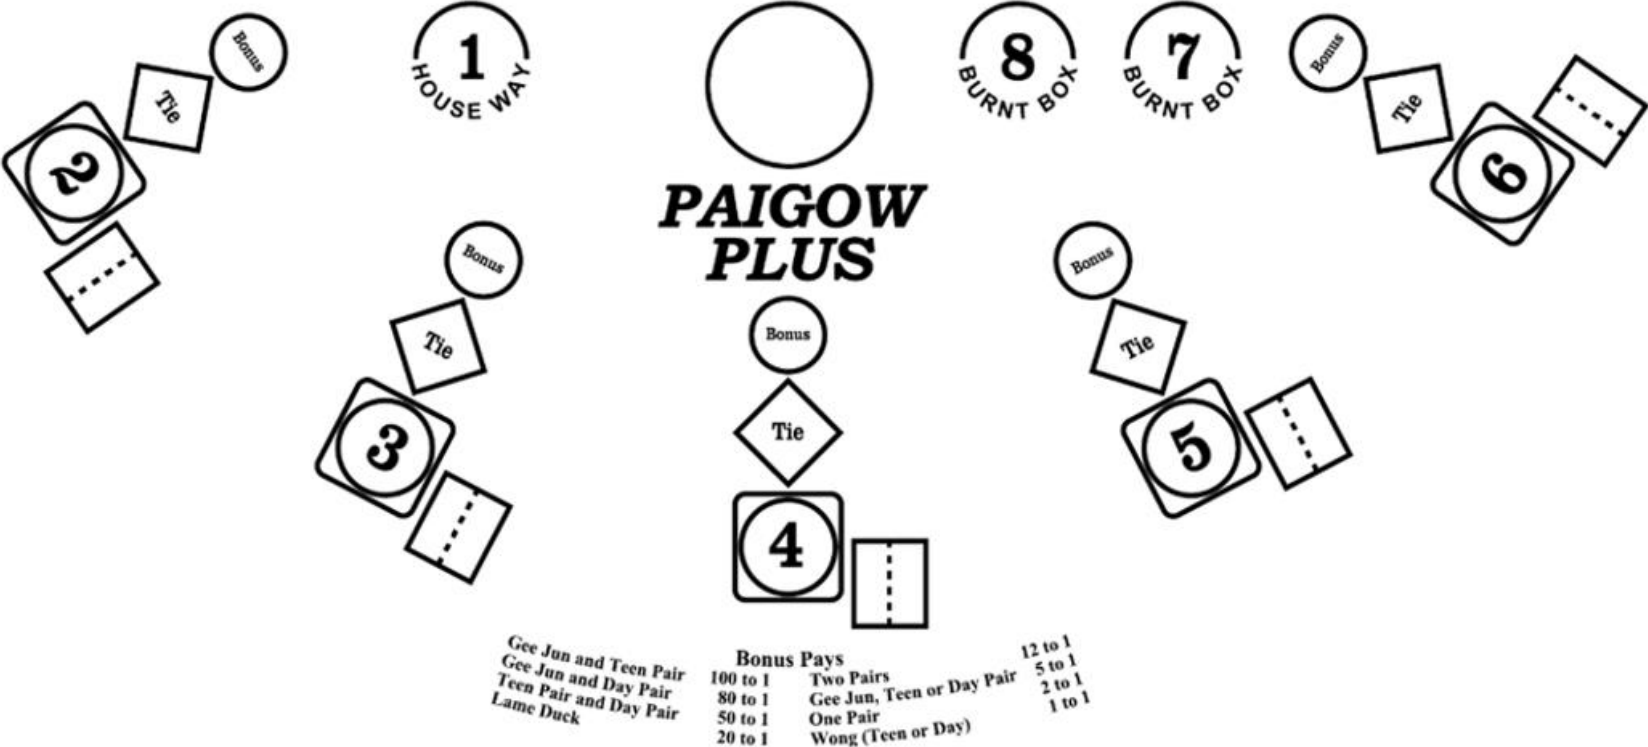 Bonus
Tie
2
1
HOUSE WAY
8
BURNT BOX
7
BURNT BOX
Bonus
Tie
6
PAIGOW
PLUS
Bonus
Tie
3
Bonus
Tie
4
Bonus
Tie
5
Bonus Pays
Gee Jun and Teen Pair 100 to 1
Gee Jun and Day Pair 80 to 1
Teen Pair and Day Pair 50 to 1
Lame Duck 20 to 1
Two Pairs 12 to 1
Gee Jun, Teen or Day Pair 5 to 1
One Pair 2 to 1
Wong (Teen or Day) 1 to 1